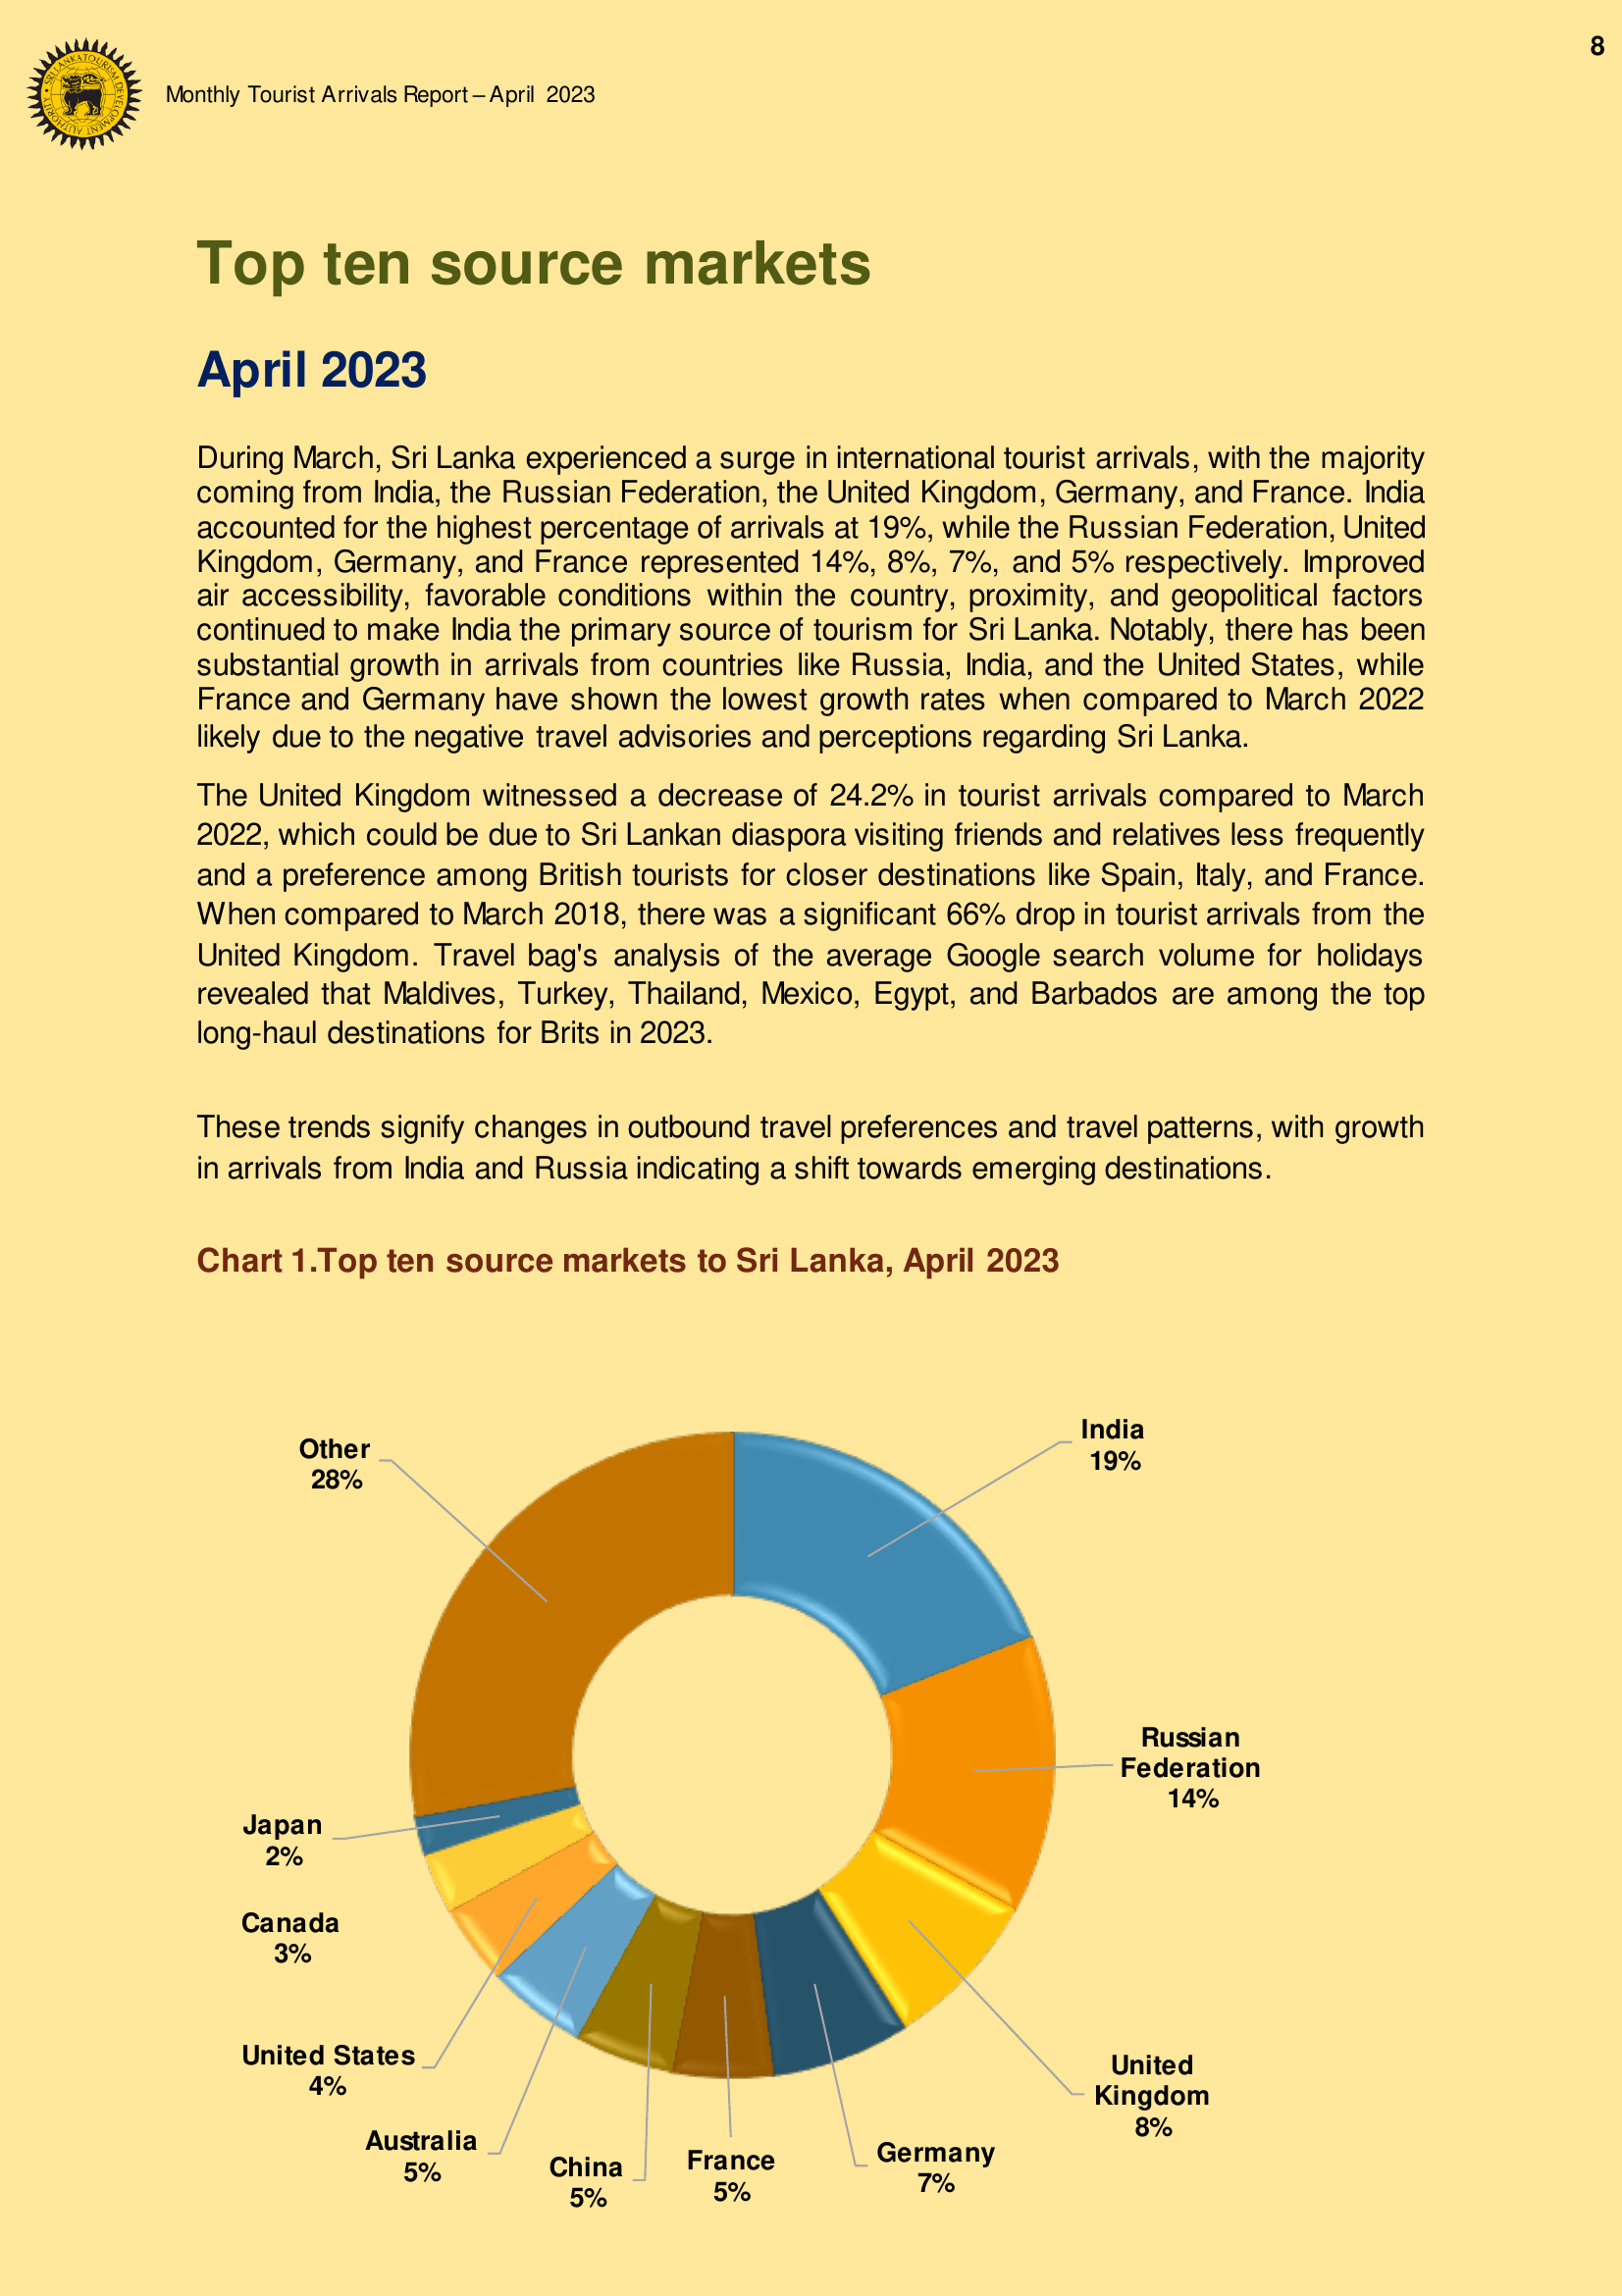 8
SRI LANKA TOURISM DEVELOPMENT AUTHORITY
Monthly Tourist Arrivals Report – April 2023
Top ten source markets
April 2023
During March, Sri Lanka experienced a surge in international tourist arrivals, with the majority
coming from India, the Russian Federation, the United Kingdom, Germany, and France. India
accounted for the highest percentage of arrivals at 19%, while the Russian Federation, United
Kingdom, Germany, and France represented 14%, 8%, 7%, and 5% respectively. Improved
air accessibility, favorable conditions within the country, proximity, and geopolitical factors
continued to make India the primary source of tourism for Sri Lanka. Notably, there has been
substantial growth in arrivals from countries like Russia, India, and the United States, while
France and Germany have shown the lowest growth rates when compared to March 2022
likely due to the negative travel advisories and perceptions regarding Sri Lanka.
The United Kingdom witnessed a decrease of 24.2% in tourist arrivals compared to March
2022, which could be due to Sri Lankan diaspora visiting friends and relatives less frequently
and a preference among British tourists for closer destinations like Spain, Italy, and France.
When compared to March 2018, there was a significant 66% drop in tourist arrivals from the
United Kingdom. Travel bag's analysis of the average Google search volume for holidays
revealed that Maldives, Turkey, Thailand, Mexico, Egypt, and Barbados are among the top
long-haul destinations for Brits in 2023.
These trends signify changes in outbound travel preferences and travel patterns, with growth
in arrivals from India and Russia indicating a shift towards emerging destinations.
Chart 1.Top ten source markets to Sri Lanka, April 2023
India
19%
Russian
Federation
14%
United
Kingdom
8%
Germany
7%
France
5%
China
5%
Australia
5%
United States
4%
Canada
3%
Japan
2%
Other
28%